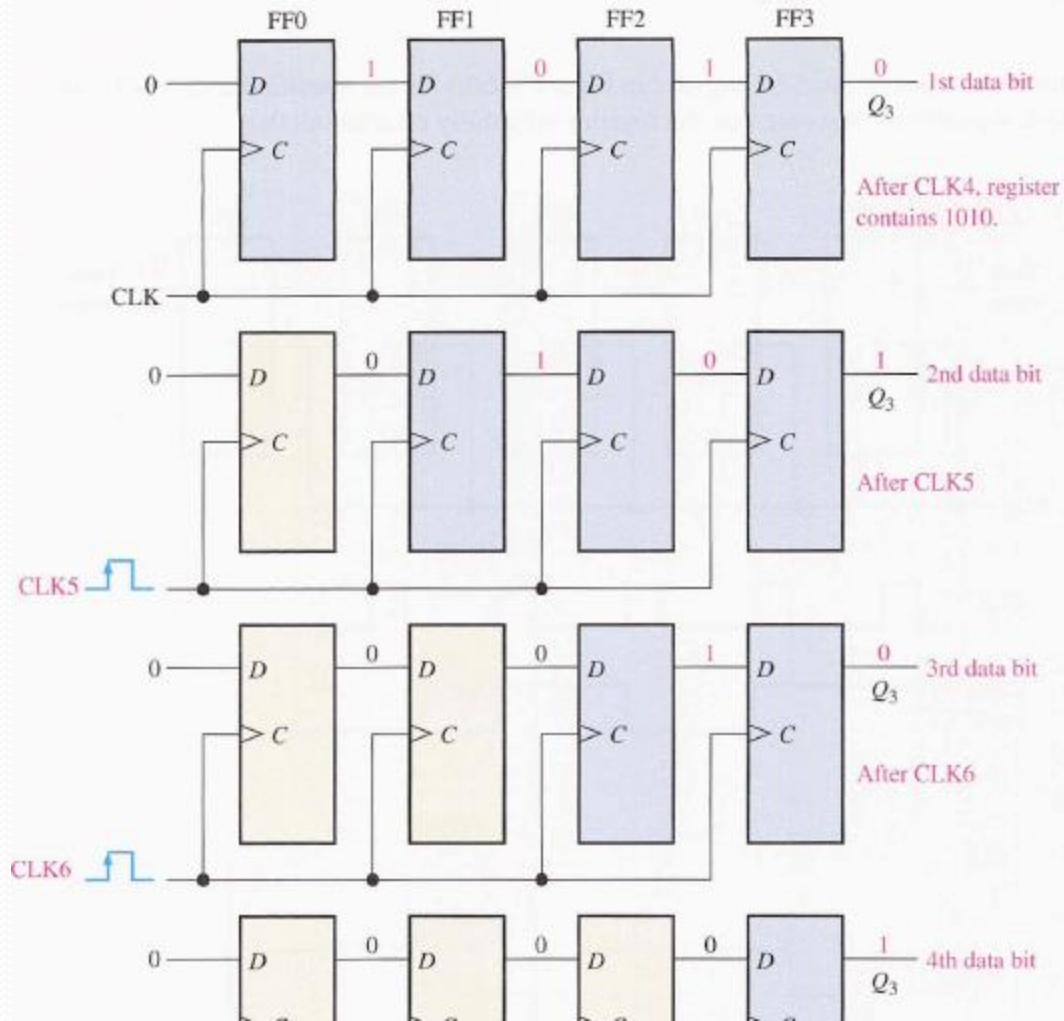 FF0 FF1 FF2 FF3
0 D 1 D 0 D 1 D 0 1st data bit
Q3
C C C C
After CLK4, register
contains 1010.
CLK
0 D 0 D 1 D 0 D 1 2nd data bit
Q3
C C C C
After CLK5
CLK5
0 D 0 D 0 D 1 D 0 3rd data bit
Q3
C C C C
After CLK6
CLK6
0 D 0 D 0 D 0 D 1 4th data bit
Q3